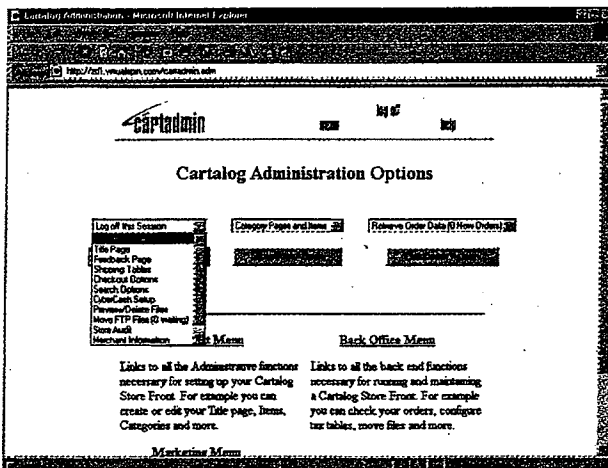 Cartalog Administration - Microsoft Internet Explorer
cartadmin
log off
help
Cartalog Administration Options
Log off this Session
Category Pages and Items
Retrieve Order Data (0 New Orders)
Title Page
Feedback Page
Shipping Tables
Checkout Options
Search Options
CyberCash Setup
Preview/Delete Files
Move FTP Files (0 waiting)
Store Audit
Merchant Information
Menu
Back Office Menu
Links to all the Administrative functions
necessary for setting up your Cartalog
Store Front. For example you can
create or edit your Title page, Items,
Categories and more.
Links to all the back end functions
necessary for running and maintaining
a Cartalog Store Front. For example
you can check your orders, configure
tax tables, move files and more.
Marketing Menu